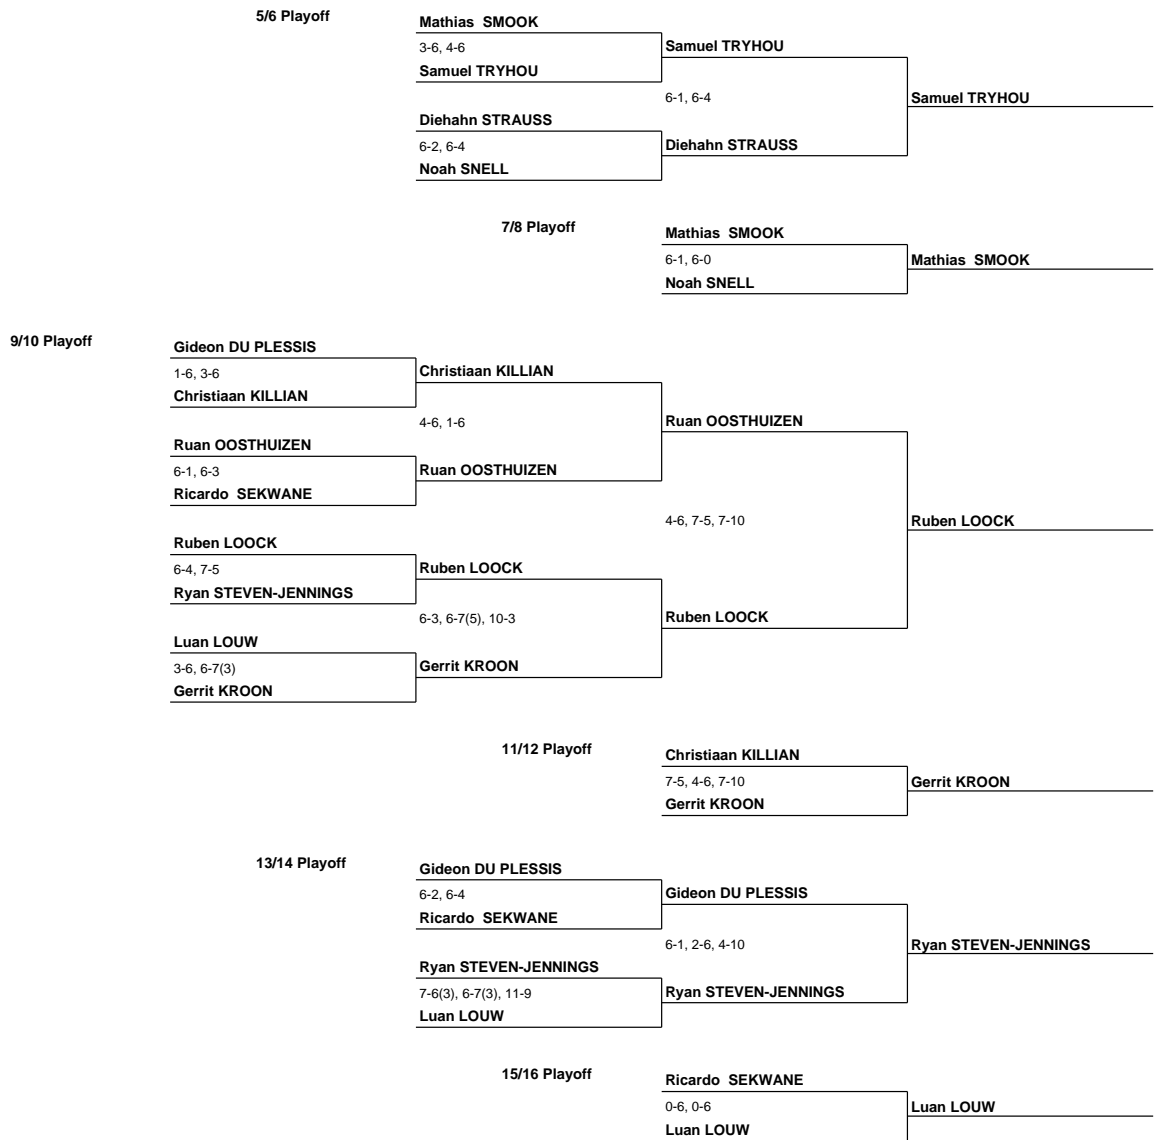 5/6 Playoff
Mathias  SMOOK
3-6, 4-6
Samuel TRYHOU
Samuel TRYHOU
6-1, 6-4
Samuel TRYHOU
Diehahn STRAUSS
6-2, 6-4
Diehahn STRAUSS
Noah SNELL
7/8 Playoff
Mathias  SMOOK
6-1, 6-0
Mathias  SMOOK
Noah SNELL
9/10 Playoff
Gideon DU PLESSIS
1-6, 3-6
Christiaan KILLIAN
Christiaan KILLIAN
4-6, 1-6
Ruan OOSTHUIZEN
Ruan OOSTHUIZEN
6-1, 6-3
Ruan OOSTHUIZEN
Ricardo  SEKWANE
4-6, 7-5, 7-10
Ruben LOOCK
Ruben LOOCK
6-4, 7-5
Ruben LOOCK
Ryan STEVEN-JENNINGS
6-3, 6-7(5), 10-3
Ruben LOOCK
Luan LOUW
3-6, 6-7(3)
Gerrit KROON
Gerrit KROON
11/12 Playoff
Christiaan KILLIAN
7-5, 4-6, 7-10
Gerrit KROON
Gerrit KROON
13/14 Playoff
Gideon DU PLESSIS
6-2, 6-4
Gideon DU PLESSIS
Ricardo  SEKWANE
6-1, 2-6, 4-10
Ryan STEVEN-JENNINGS
Ryan STEVEN-JENNINGS
7-6(3), 6-7(3), 11-9
Ryan STEVEN-JENNINGS
Luan LOUW
15/16 Playoff
Ricardo  SEKWANE
0-6, 0-6
Luan LOUW
Luan LOUW